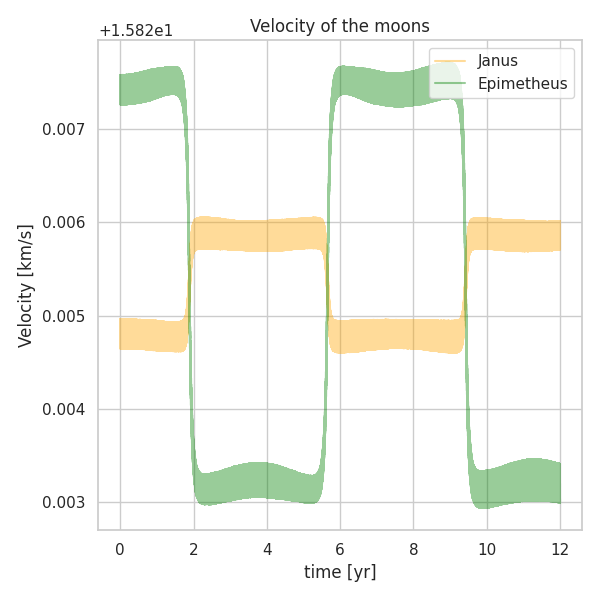 Velocity of the moons
+1.582e1
Janus
Epimetheus
0.007
0.006
0.005
0.004
0.003
Velocity [km/s]
0 2 4 6 8 10 12
time [yr]